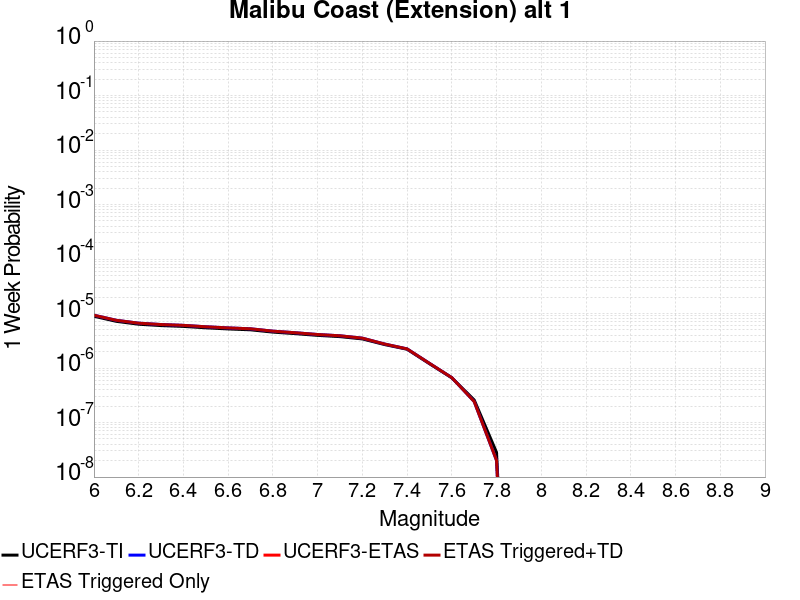 Malibu Coast (Extension) alt 1
10^0
10^-1
10^-2
10^-3
10^-4
10^-5
10^-6
10^-7
10^-8
1 Week Probability
6 6.2 6.4 6.6 6.8 7 7.2 7.4 7.6 7.8 8 8.2 8.4 8.6 8.8 9
Magnitude
UCERF3-TI UCERF3-TD UCERF3-ETAS ETAS Triggered+TD
ETAS Triggered Only